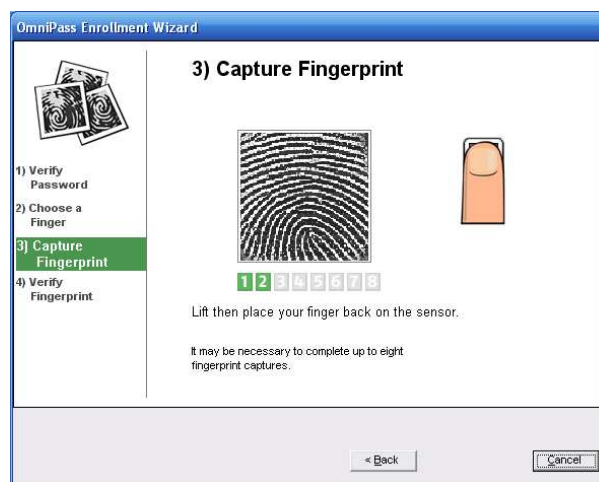 OmniPass Enrollment Wizard
3) Capture Fingerprint
1) Verify
Password
2) Choose a
Finger
3) Capture
Fingerprint
4) Verify
Fingerprint
1 2 3 4 5 6 7 8
Lift then place your finger back on the sensor.
It may be necessary to complete up to eight
fingerprint captures.
< Back
Cancel